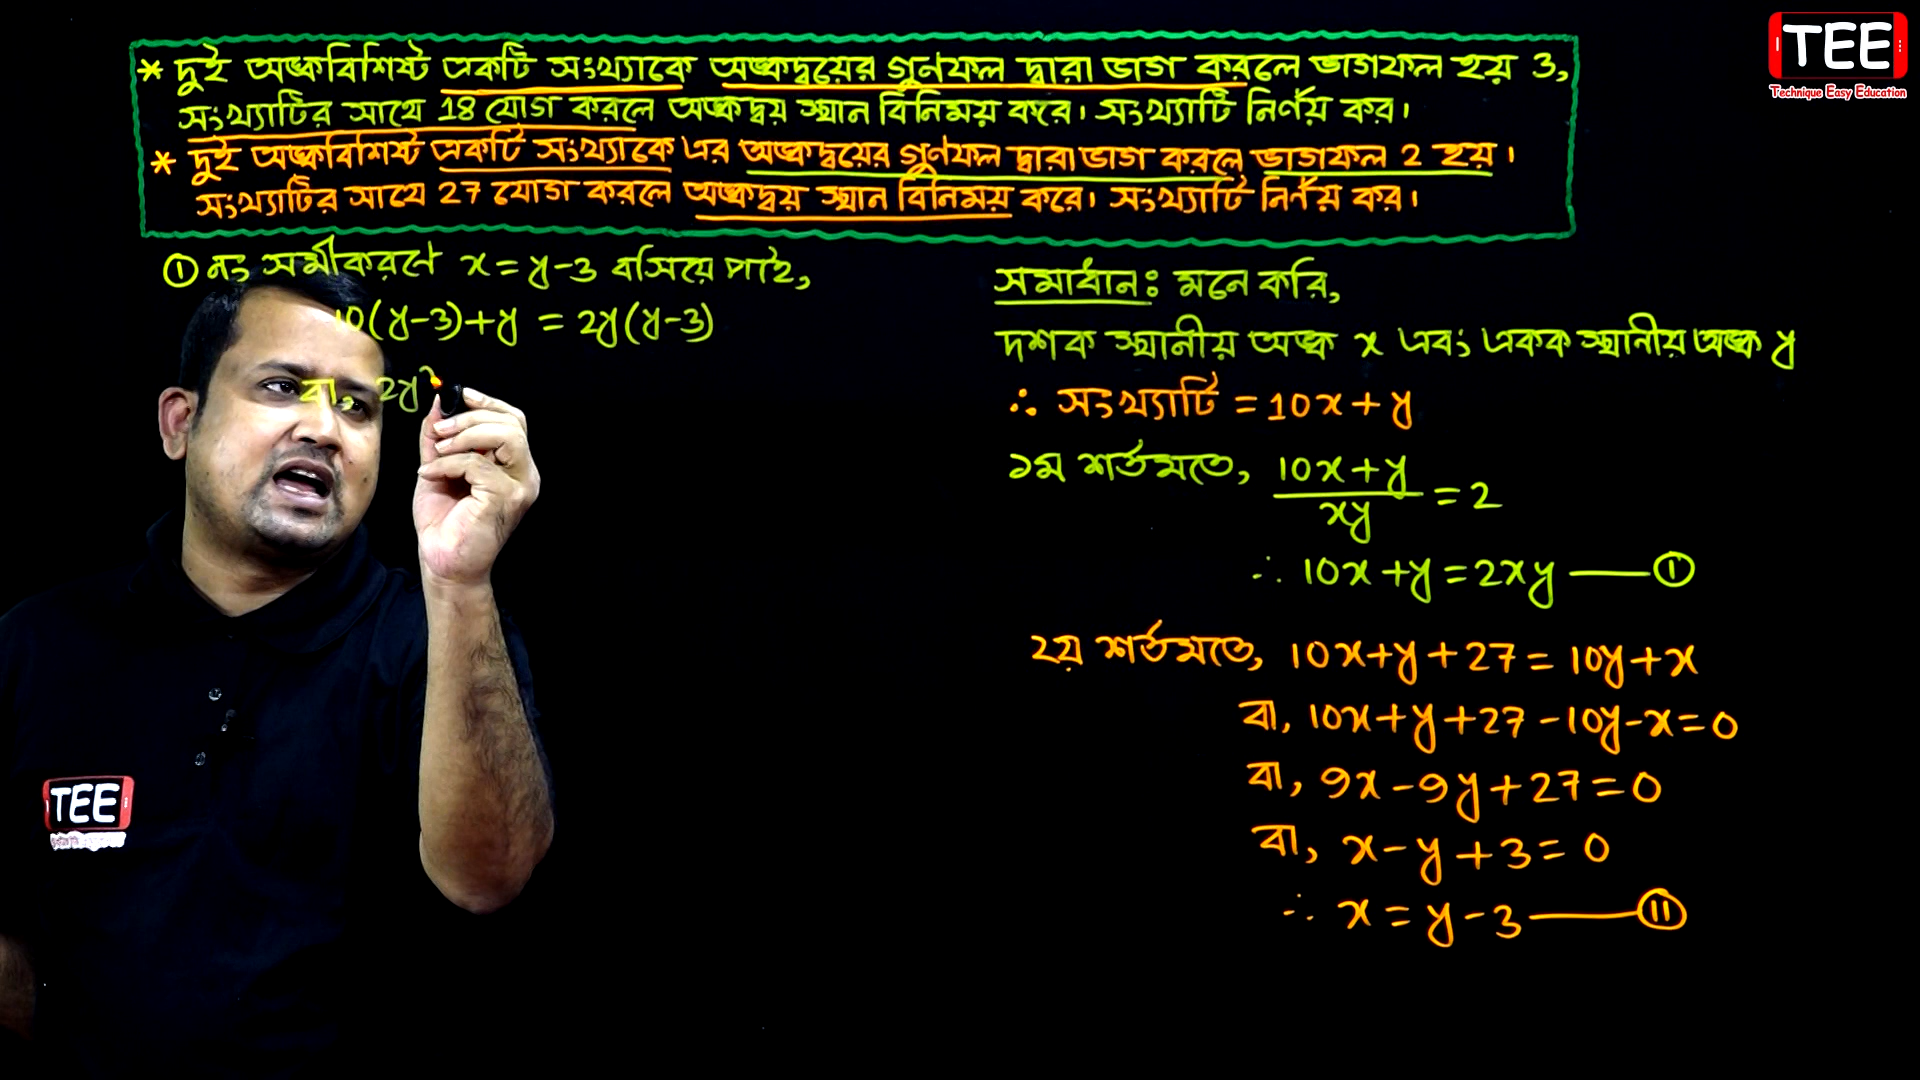 * দুই অঙ্কবিশিষ্ট একটি সংখ্যাকে অঙ্কদ্বয়ের গুণফল দ্বারা ভাগ করলে ভাগফল হয় 3,
সংখ্যাটির সাথে 18 যোগ করলে অঙ্কদ্বয় স্থান বিনিময় করে। সংখ্যাটি নির্ণয় কর।
* দুই অঙ্কবিশিষ্ট একটি সংখ্যাকে এর অঙ্কদ্বয়ের গুণফল দ্বারা ভাগ করলে ভাগফল 2 হয়।
সংখ্যাটির সাথে 27 যোগ করলে অঙ্কদ্বয় স্থান বিনিময় করে। সংখ্যাটি নির্ণয় কর।
TEE
Technique Easy Education
① নং সমীকরণে x = y-3 বসিয়ে পাই,
10(y-3)+y = 2y(y-3)
বা, 2y²
TEE
সমাধানঃ মনে করি,
দশক স্থানীয় অঙ্ক x এবং একক স্থানীয় অঙ্ক y
∴ সংখ্যাটি = 10x + y
১ম শর্তমতে, (10x+y)/xy = 2
∴ 10x + y = 2xy —— ①
২য় শর্তমতে, 10x+y+27 = 10y+x
বা, 10x+y+27-10y-x=0
বা, 9x-9y+27=0
বা, x-y+3=0
∴ x = y-3 —— ⑪